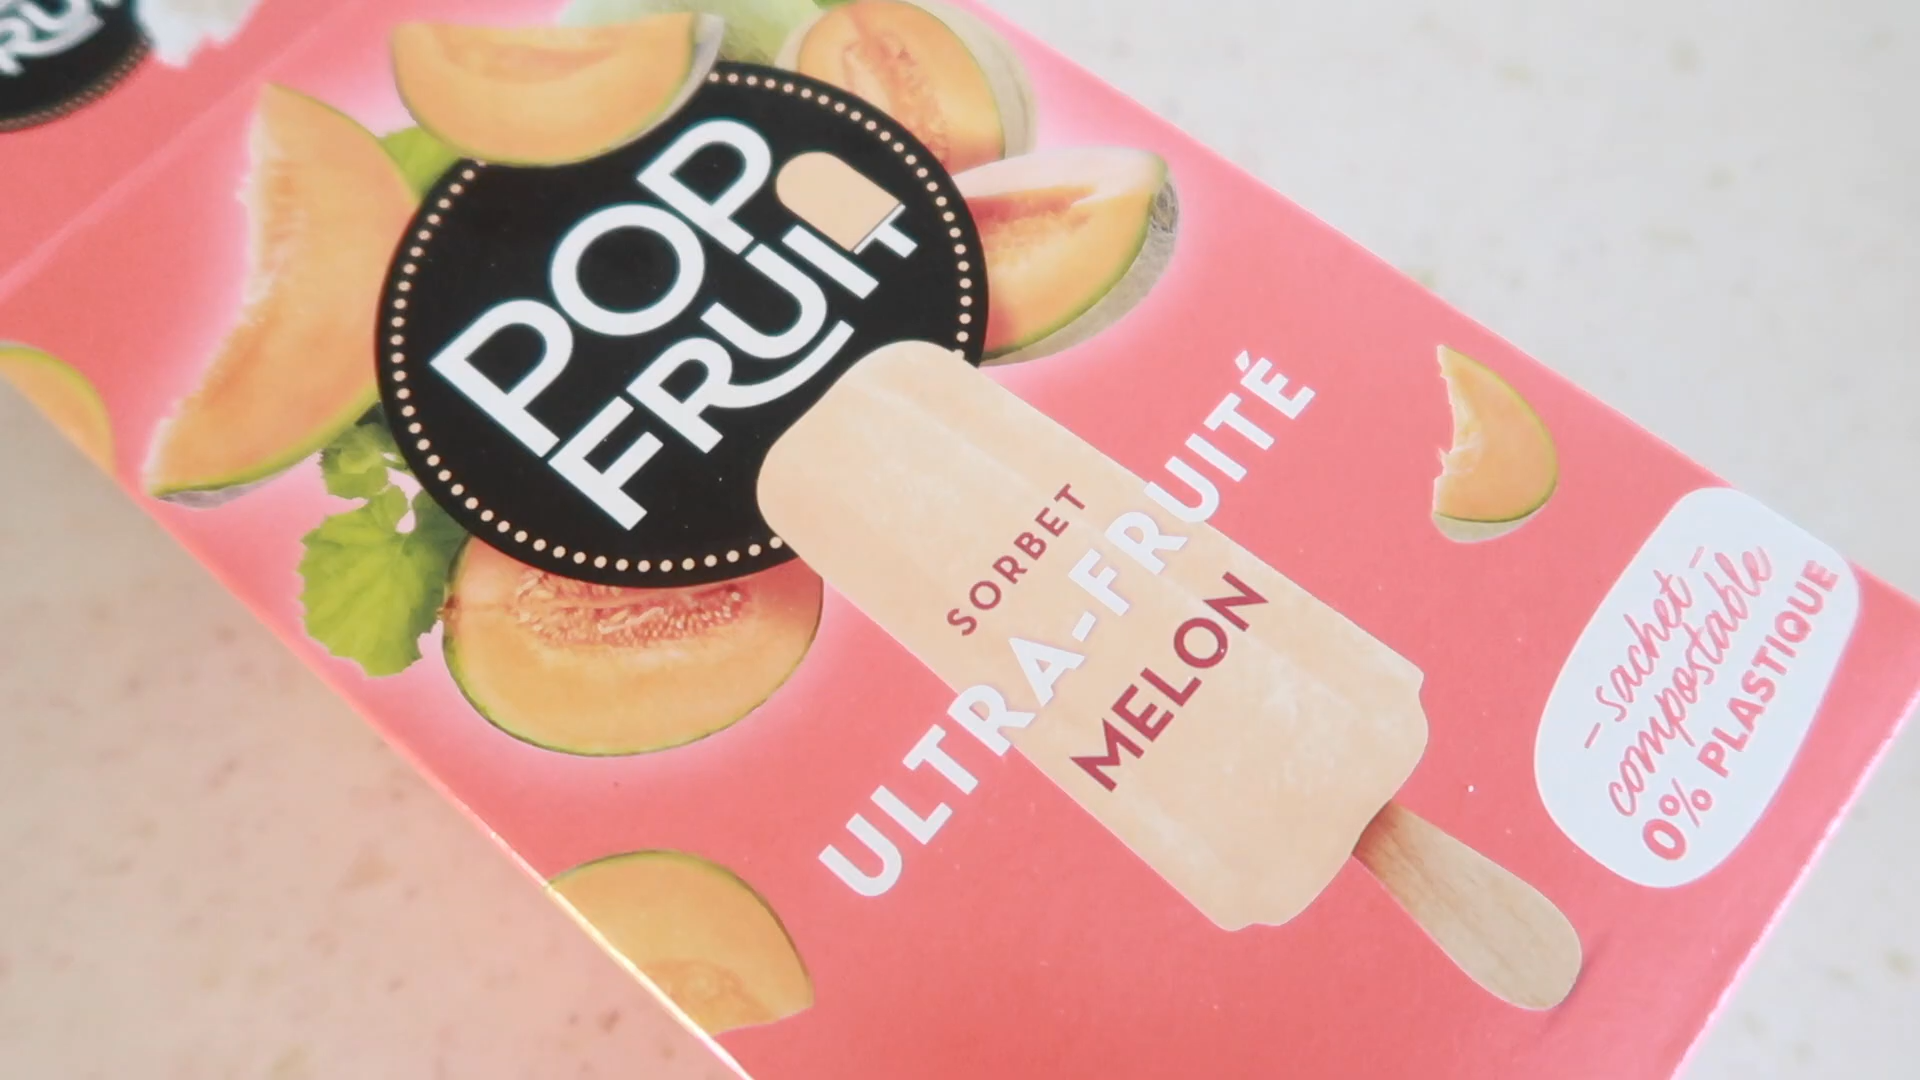 POP
FRUIT
SORBET
ULTRA-FRUITÉ
MELON
- sachet -
compostable
0% PLASTIQUE